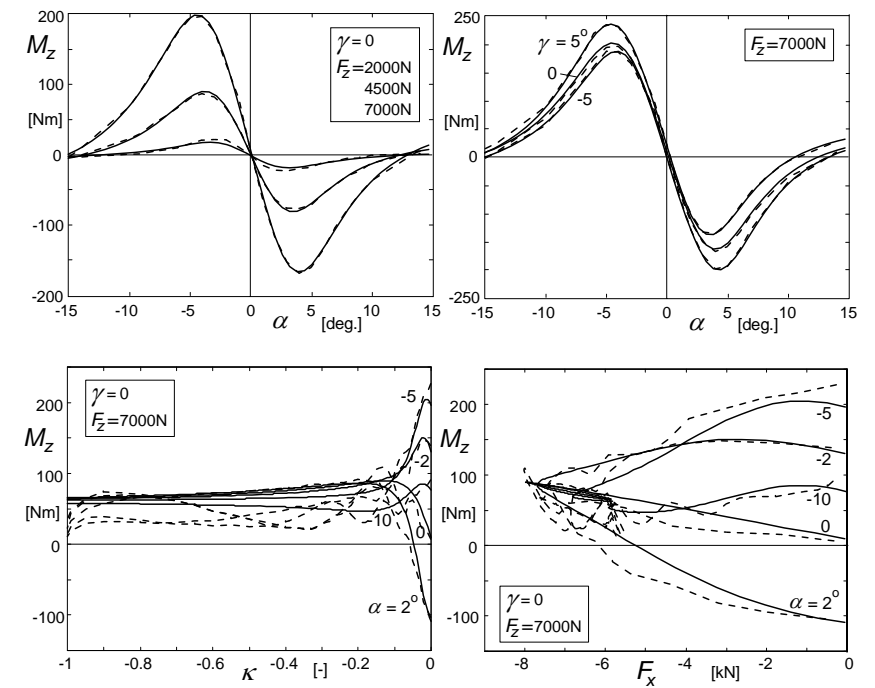 200
M_z
100
[Nm]
0
-100
-200
-15 -10 -5 0 5 10 15
α [deg.]
γ = 0
F_z = 2000N
4500N
7000N
250
M_z
[Nm]
0
-250
-15 -10 -5 0 5 10 15
α [deg.]
γ = 5°
0
-5
F_z = 7000N
200
M_z
100
[Nm]
0
-100
-1 -0.8 -0.6 -0.4 -0.2 0
κ [-]
γ = 0
F_z = 7000N
-5
-2
-10
0
α = 2°
200
M_z
100
[Nm]
0
-100
-8 -6 -4 -2 0
F_x [kN]
-5
-2
-10
0
α = 2°
γ = 0
F_z = 7000N